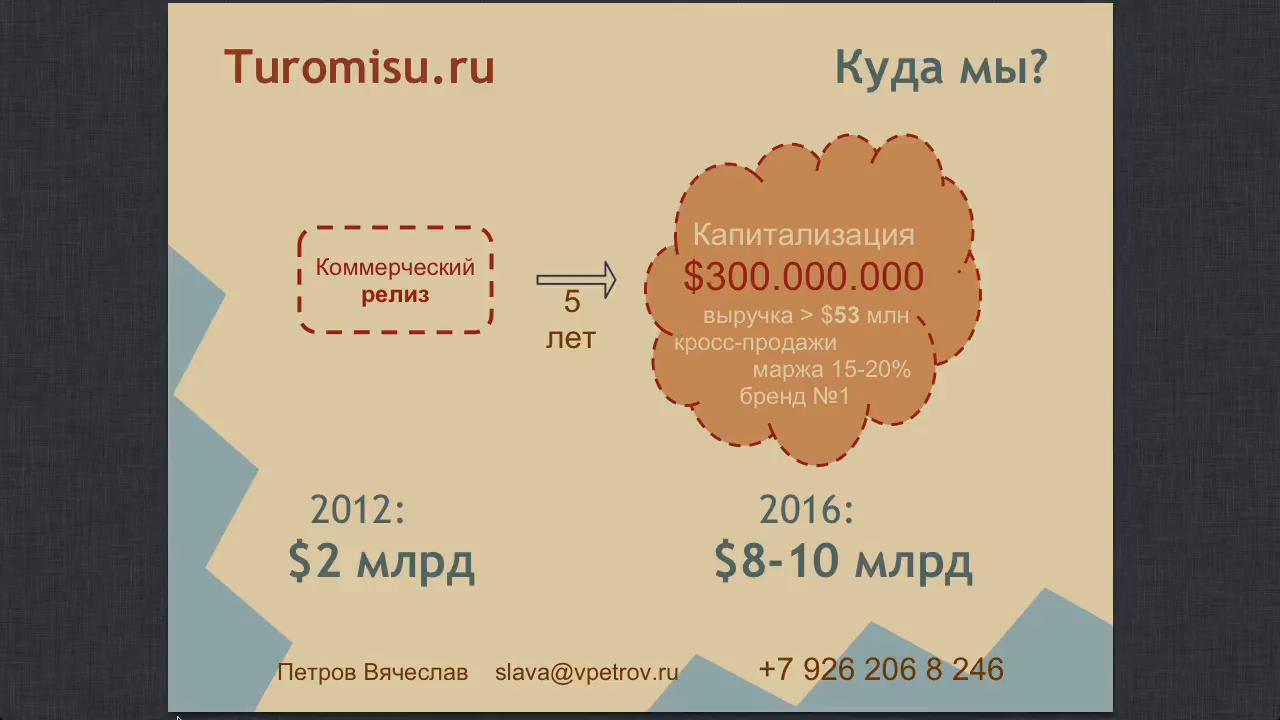 Turomisu.ru
Куда мы?
Коммерческий
релиз
5
лет
Капитализация
$300.000.000
выручка > $53 млн
кросс-продажи
маржа 15-20%
бренд №1
2012:
$2 млрд
2016:
$8-10 млрд
Петров Вячеслав slava@vpetrov.ru +7 926 206 8 246